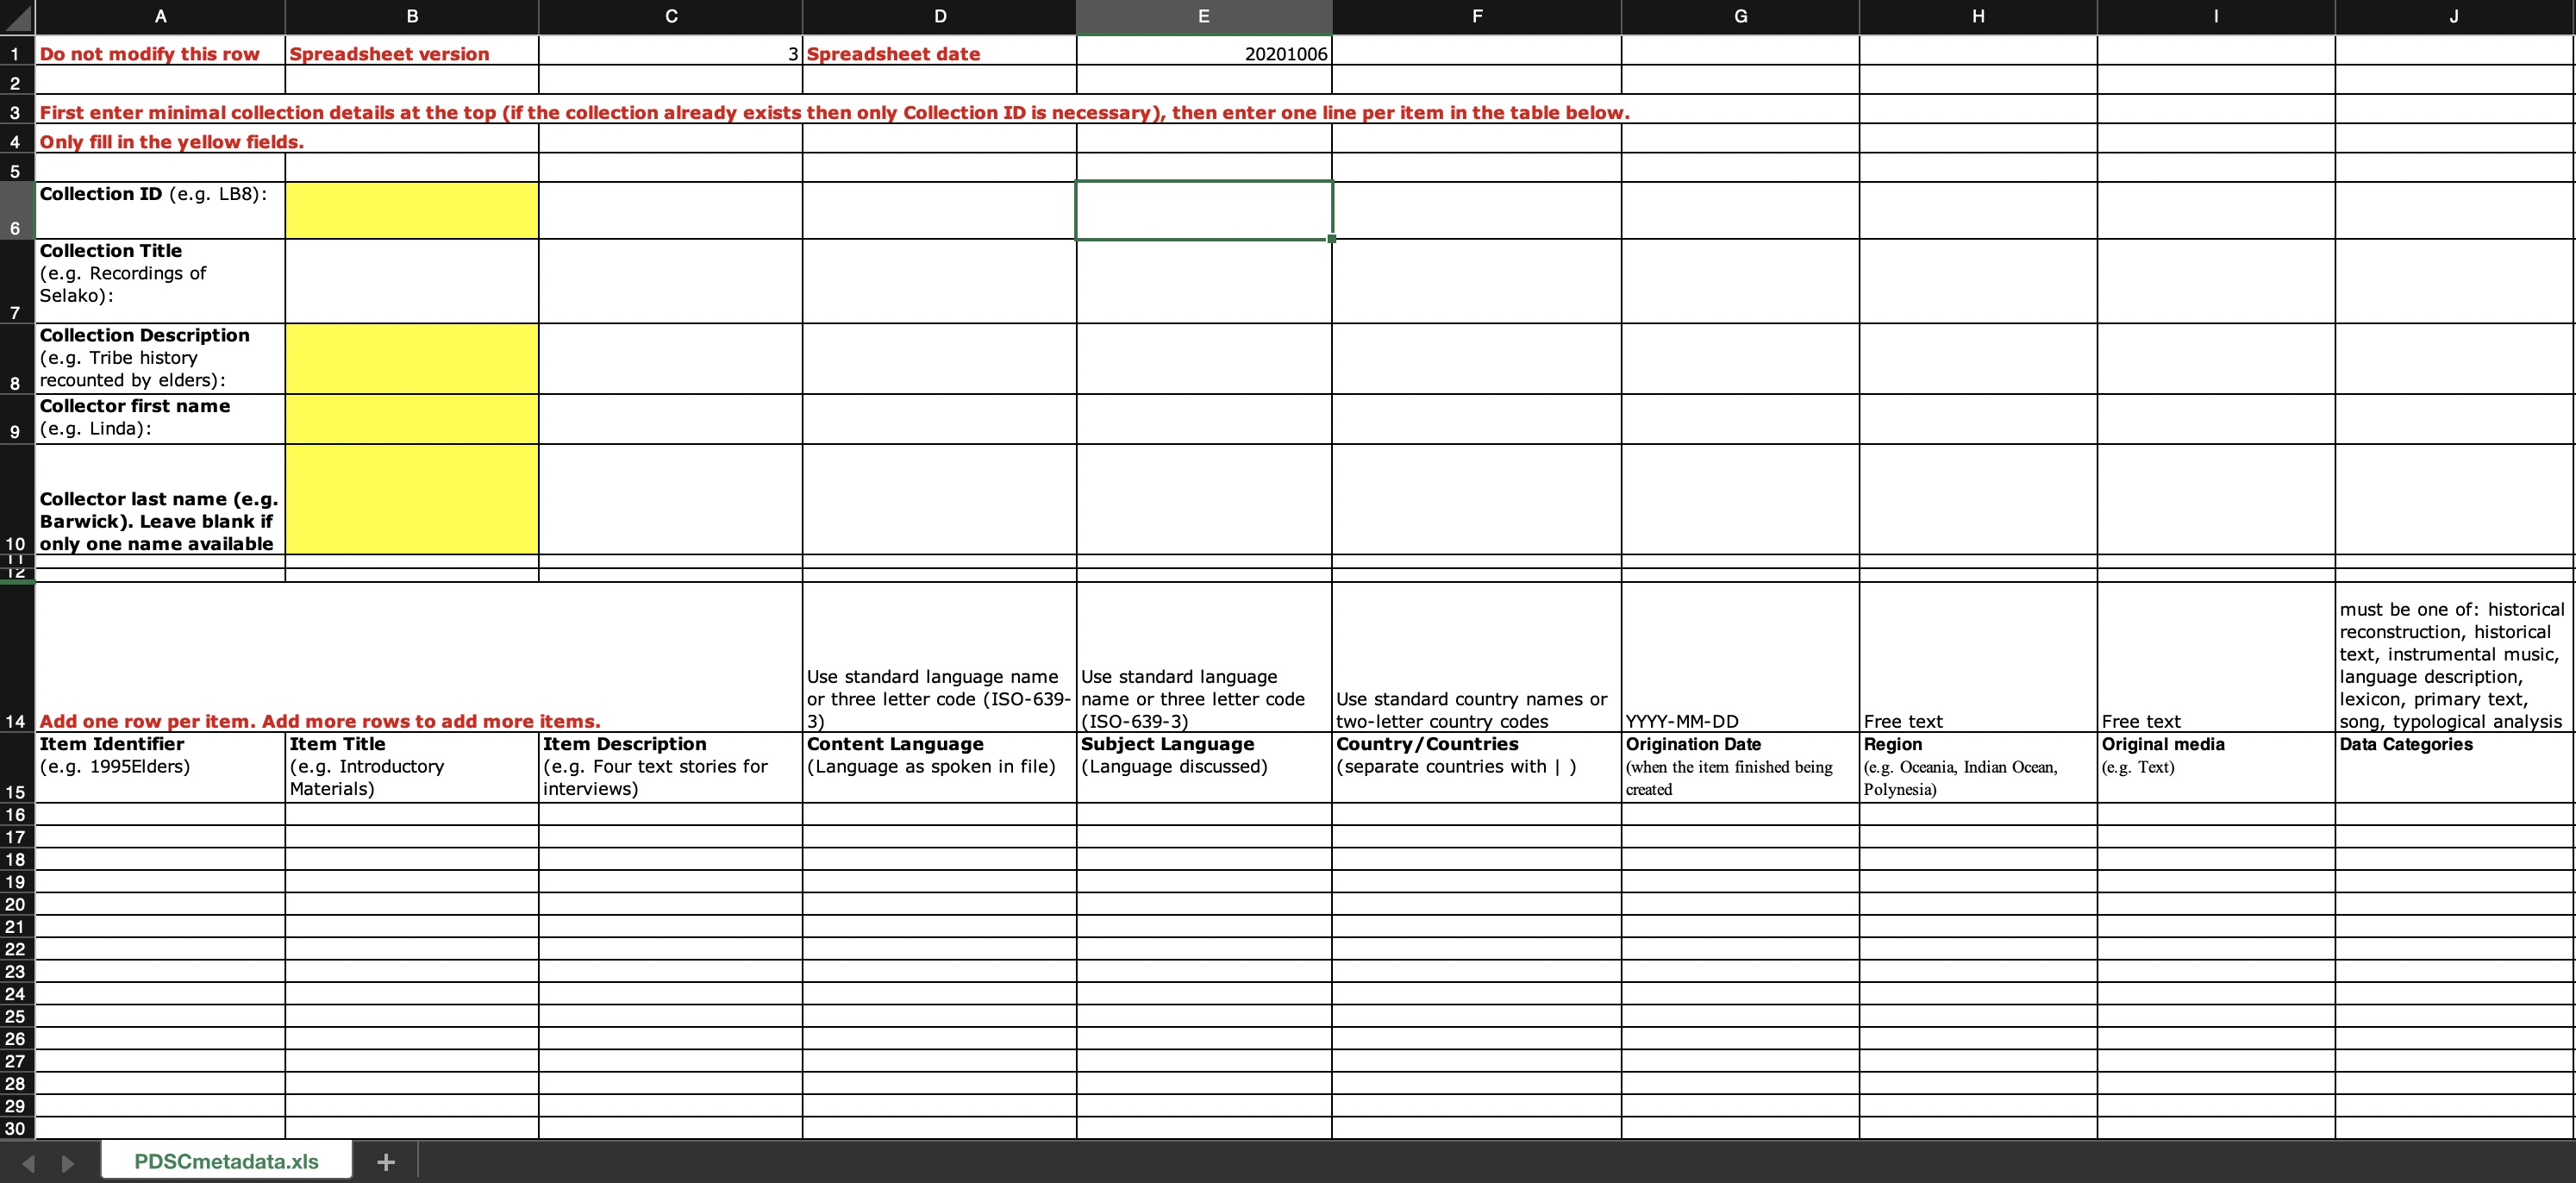 A B C D E F G H I J
1 Do not modify this row Spreadsheet version 3 Spreadsheet date 20201006
2
3 First enter minimal collection details at the top (if the collection already exists then only Collection ID is necessary), then enter one line per item in the table below.
4 Only fill in the yellow fields.
5
Collection ID (e.g. LB8):
6
Collection Title
(e.g. Recordings of
Selako):
7
Collection Description
(e.g. Tribe history
8 recounted by elders):
Collector first name
9 (e.g. Linda):
Collector last name (e.g.
Barwick). Leave blank if
10 only one name available
11
12
14 Add one row per item. Add more rows to add more items.
Use standard language name
or three letter code (ISO-639-
3)
Use standard language
name or three letter code
(ISO-639-3)
Use standard country names or
two-letter country codes
YYYY-MM-DD
Free text
Free text
must be one of: historical
reconstruction, historical
text, instrumental music,
language description,
lexicon, primary text,
song, typological analysis
15
Item Identifier
(e.g. 1995Elders)
Item Title
(e.g. Introductory
Materials)
Item Description
(e.g. Four text stories for
interviews)
Content Language
(Language as spoken in file)
Subject Language
(Language discussed)
Country/Countries
(separate countries with | )
Origination Date
(when the item finished being
created
Region
(e.g. Oceania, Indian Ocean,
Polynesia)
Original media
(e.g. Text)
Data Categories
16
17
18
19
20
21
22
23
24
25
26
27
28
29
30
PDSCmetadata.xls +